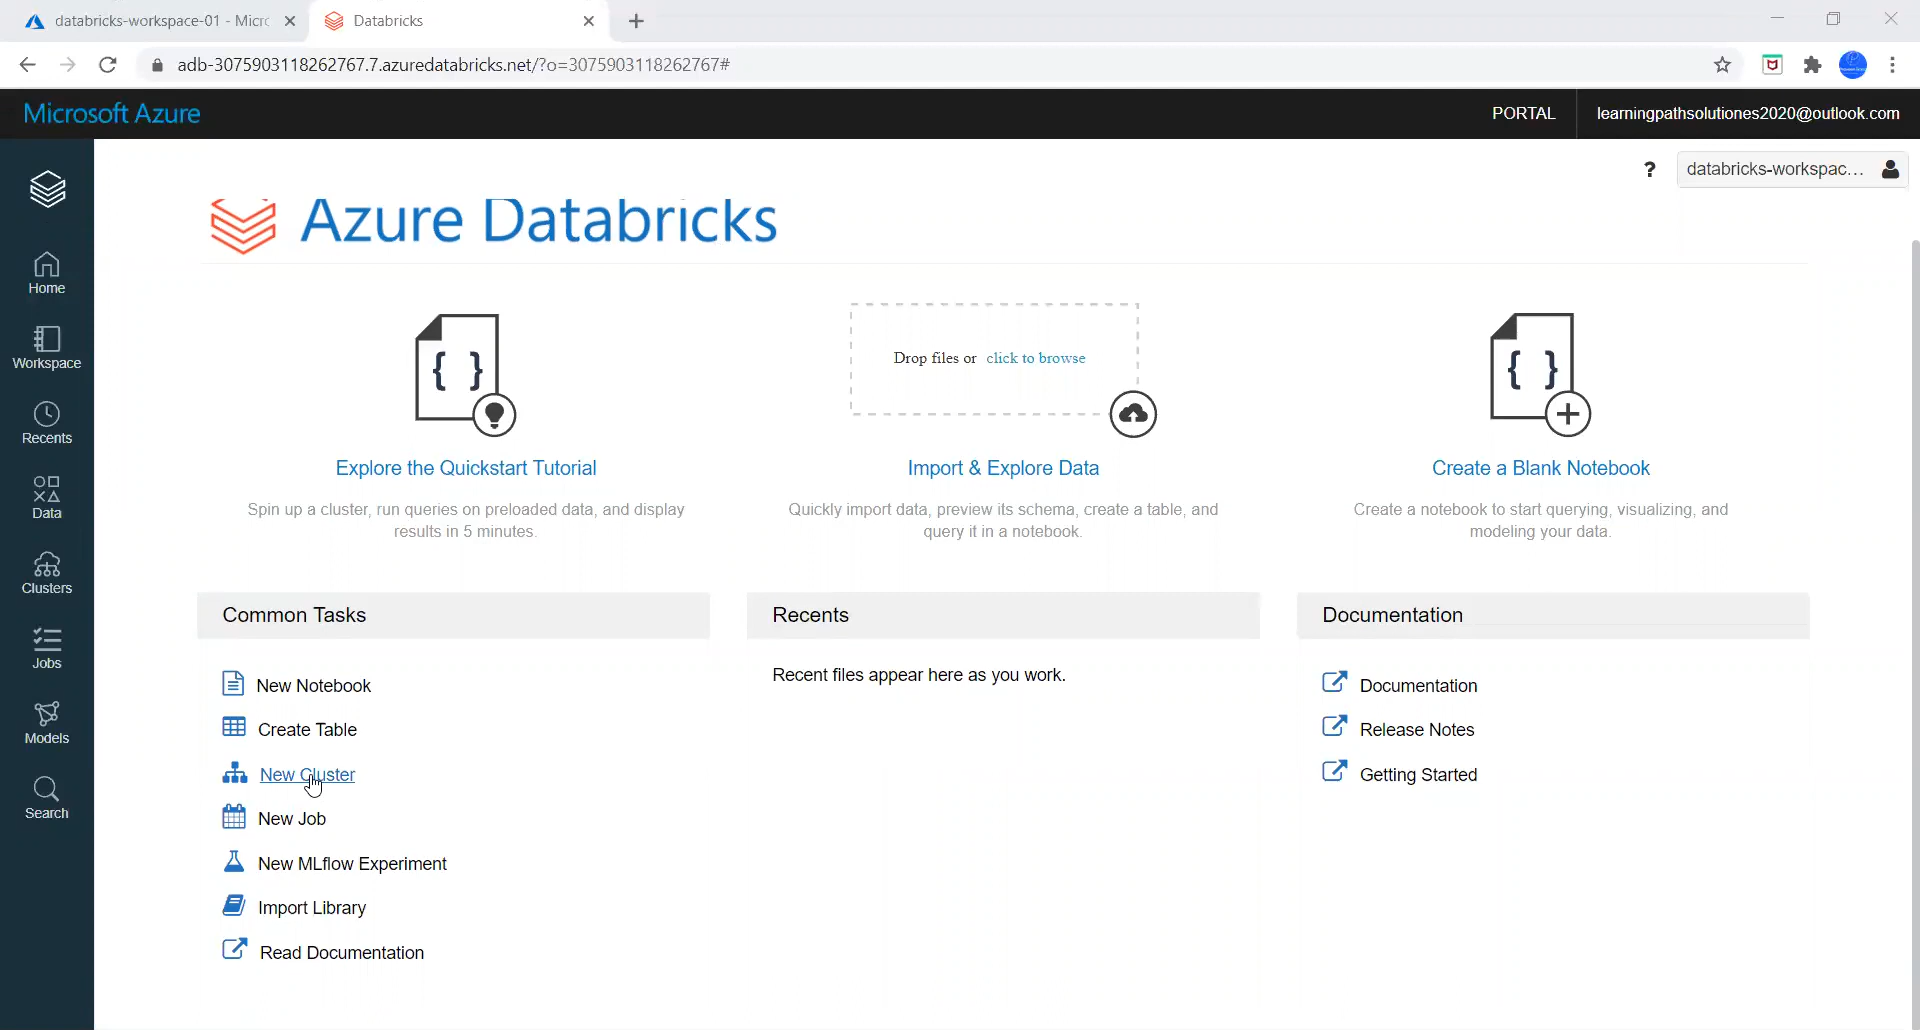 databricks-workspace-01 - Micro
Databricks
adb-3075903118262767.7.azuredatabricks.net/?o=3075903118262767#
Microsoft Azure
PORTAL
learningpathsolutiones2020@outlook.com
?
databricks-workspac...
Home
Workspace
Recents
Data
Clusters
Jobs
Models
Search
Azure Databricks
{ }
Drop files or click to browse
{ }
Explore the Quickstart Tutorial
Spin up a cluster, run queries on preloaded data, and display
results in 5 minutes.
Import & Explore Data
Quickly import data, preview its schema, create a table, and
query it in a notebook.
Create a Blank Notebook
Create a notebook to start querying, visualizing, and
modeling your data.
Common Tasks
New Notebook
Create Table
New Cluster
New Job
New MLflow Experiment
Import Library
Read Documentation
Recents
Recent files appear here as you work.
Documentation
Documentation
Release Notes
Getting Started